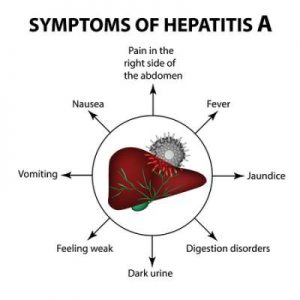 SYMPTOMS OF HEPATITIS A
Pain in the
right side of
the abdomen
Nausea
Fever
Vomiting
Jaundice
Feeling weak
Digestion disorders
Dark urine